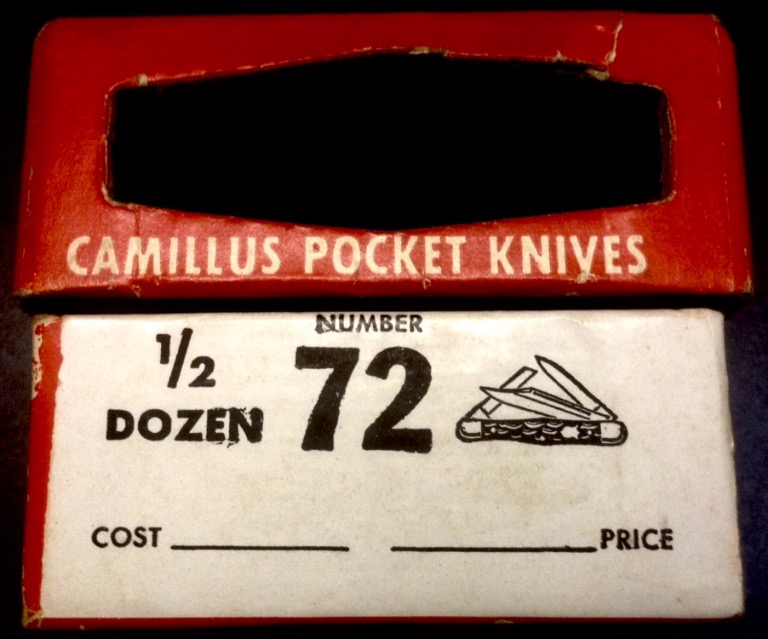 CAMILLUS POCKET KNIVES
NUMBER
1/2
DOZEN
72
COST
PRICE